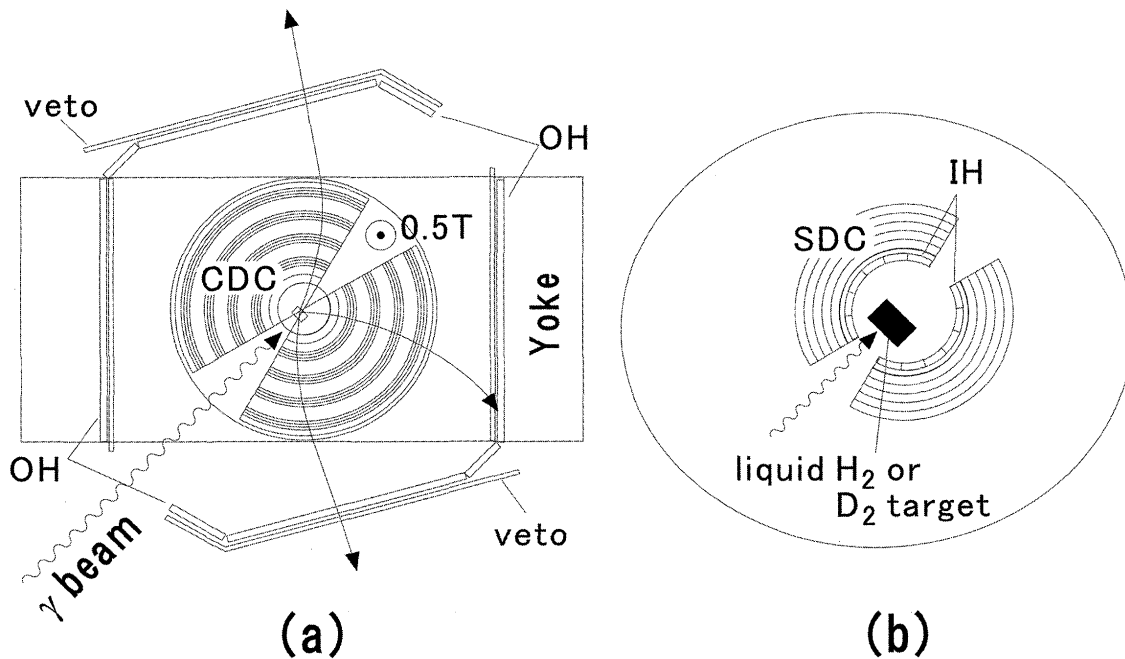 veto
OH
0.5T
CDC
Yoke
OH
γ beam
veto
(a)
IH
SDC
liquid H₂ or
D₂ target
(b)